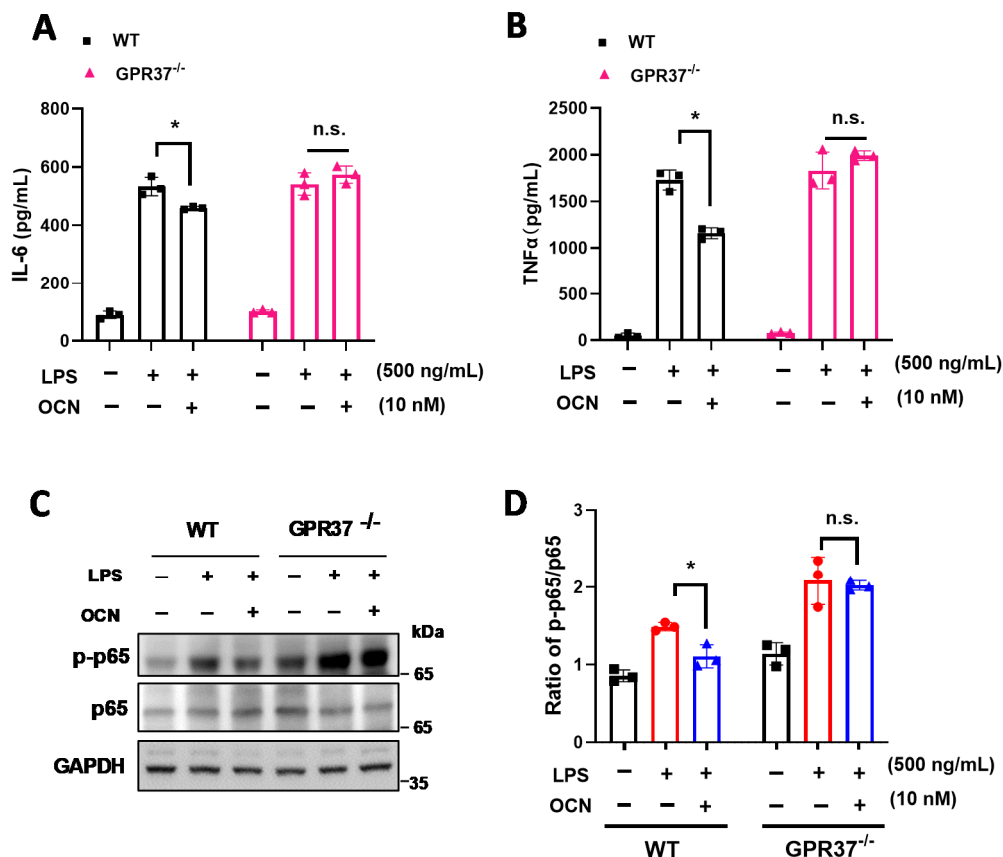 A
WT
GPR37-/-
IL-6 (pg/mL)
800
600
400
200
0
*
n.s.
LPS − + + − + + (500 ng/mL)
OCN − − + − − + (10 nM)
B
WT
GPR37-/-
TNFα (pg/mL)
2500
2000
1500
1000
500
0
*
n.s.
LPS − + + − + + (500 ng/mL)
OCN − − + − − + (10 nM)
C
WT GPR37 -/-
LPS − + + − + +
OCN − − + − − +
kDa
p-p65
65
p65
65
GAPDH
35
D
Ratio of p-p65/p65
3
2
1
0
*
n.s.
LPS − + + − + + (500 ng/mL)
OCN − − + − − + (10 nM)
WT GPR37-/-